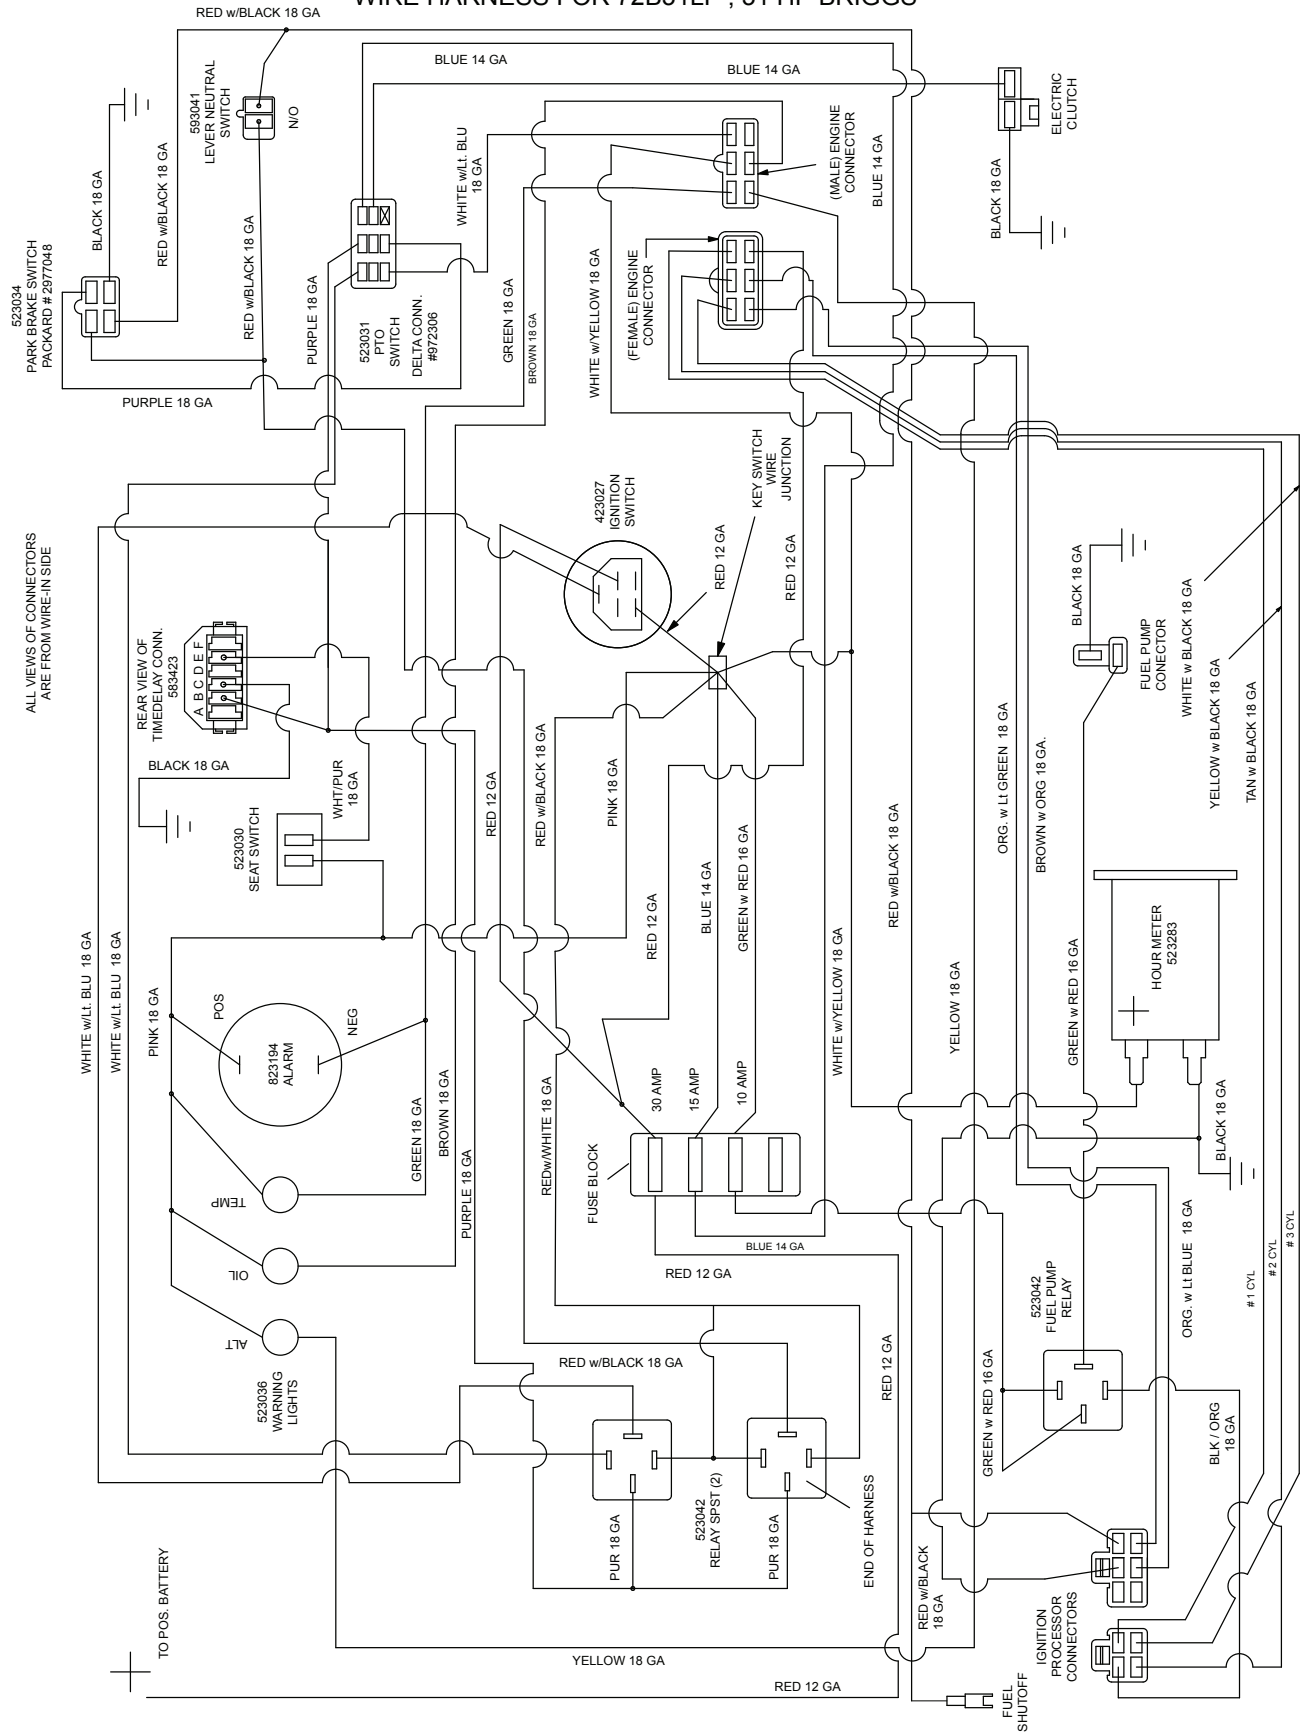 WIRE HARNESS FOR 72B31LP , 31 HP BRIGGS
RED w/BLACK 18 GA
BLUE 14 GA
BLUE 14 GA
593041
LEVER NEUTRAL
SWITCH
N/O
ELECTRIC
CLUTCH
BLACK 18 GA
RED w/BLACK 18 GA
523034
PARK BRAKE SWITCH
PACKARD # 2977048
RED w/BLACK 18 GA
PURPLE 18 GA
523031
PTO
SWITCH
DELTA CONN.
#972306
WHITE w/Lt. BLU
18 GA
GREEN 18 GA
BROWN 18 GA
WHITE w/YELLOW 18 GA
(FEMALE) ENGINE
CONNECTOR
(MALE) ENGINE
CONNECTOR
BLUE 14 GA
BLACK 18 GA
PURPLE 18 GA
ALL VIEWS OF CONNECTORS
ARE FROM WIRE-IN SIDE
REAR VIEW OF
TIMEDELAY CONN.
583423
A B C D E F
423027
IGNITION
SWITCH
KEY SWITCH
WIRE
JUNCTION
RED 12 GA
RED 12 GA
BLACK 18 GA
WHT/PUR
18 GA
523030
SEAT SWITCH
RED 12 GA
RED w/BLACK 18 GA
PINK 18 GA
RED 12 GA
BLUE 14 GA
GREEN w RED 16 GA
WHITE w/YELLOW 18 GA
RED w/BLACK 18 GA
YELLOW 18 GA
ORG. w Lt GREEN 18 GA
BROWN w ORG 18 GA.
BLACK 18 GA
FUEL PUMP
CONECTOR
WHITE w BLACK 18 GA
YELLOW w BLACK 18 GA
TAN w BLACK 18 GA
GREEN w RED 16 GA
HOUR METER
523283
BLACK 18 GA
WHITE w/Lt. BLU 18 GA
WHITE w/Lt. BLU 18 GA
PINK 18 GA
POS
NEG
823194
ALARM
TEMP
OIL
ALT
523036
WARNING
LIGHTS
GREEN 18 GA
BROWN 18 GA
PURPLE 18 GA
REDw/WHITE 18 GA
30 AMP
15 AMP
10 AMP
FUSE BLOCK
BLUE 14 GA
RED 12 GA
RED w/BLACK 18 GA
RED 12 GA
523042
FUEL PUMP
RELAY
ORG. w Lt BLUE 18 GA
# 1 CYL
# 2 CYL
# 3 CYL
GREEN w RED 16 GA
BLK / ORG
18 GA
PUR 18 GA
523042
RELAY SPST (2)
PUR 18 GA
END OF HARNESS
RED w/BLACK
18 GA
IGNITION
PROCESSOR
CONNECTORS
TO POS. BATTERY
YELLOW 18 GA
RED 12 GA
FUEL
SHUTOFF